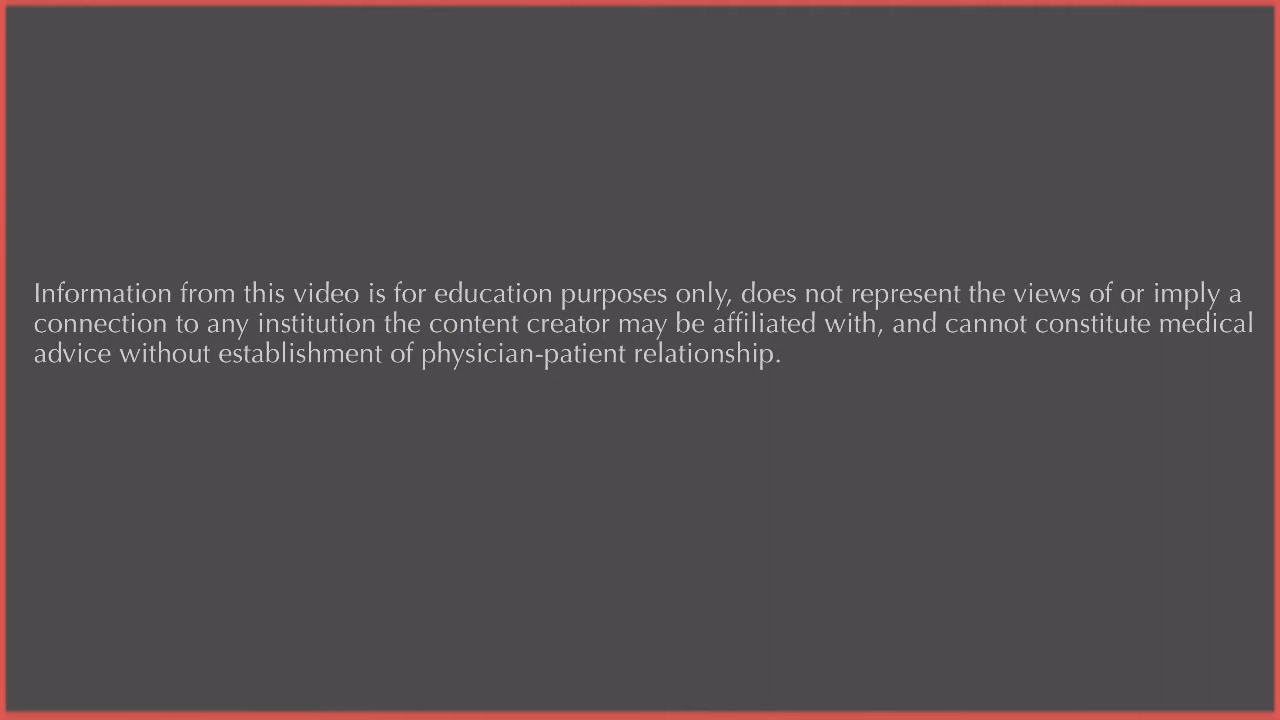 Information from this video is for education purposes only, does not represent the views of or imply a
connection to any institution the content creator may be affiliated with, and cannot constitute medical
advice without establishment of physician-patient relationship.